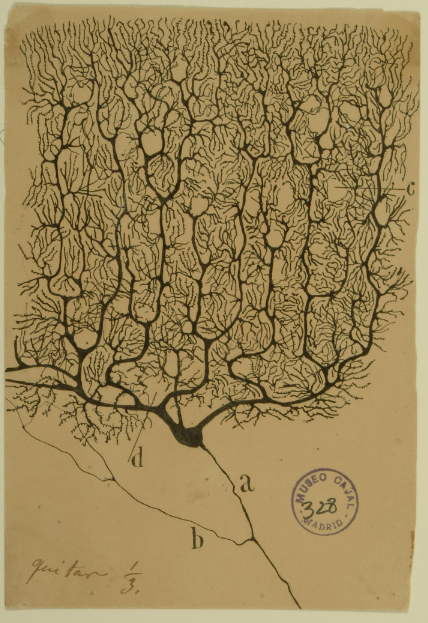 c
d
a
b
MUSEO CAJAL
328
MADRID
quitar 1/3.